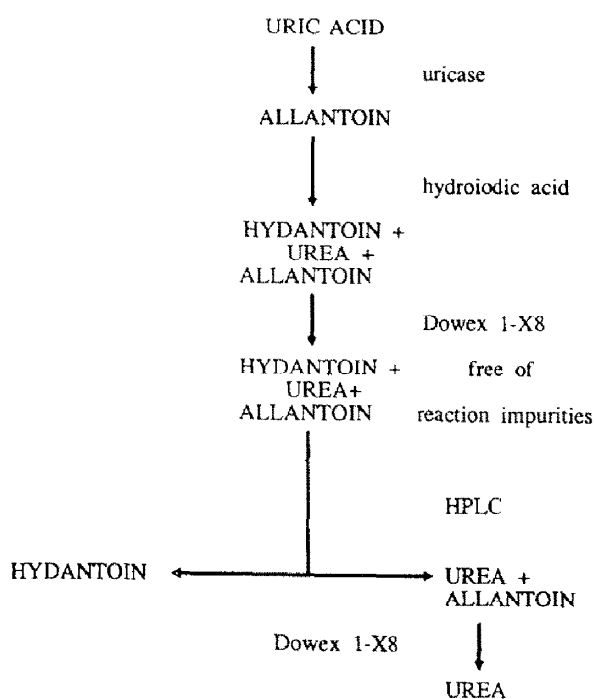 URIC ACID
uricase
ALLANTOIN
hydroiodic acid
HYDANTOIN +
UREA +
ALLANTOIN
Dowex 1-X8
HYDANTOIN +
free of
UREA+
ALLANTOIN
reaction impurities
HPLC
HYDANTOIN
UREA +
ALLANTOIN
Dowex 1-X8
UREA